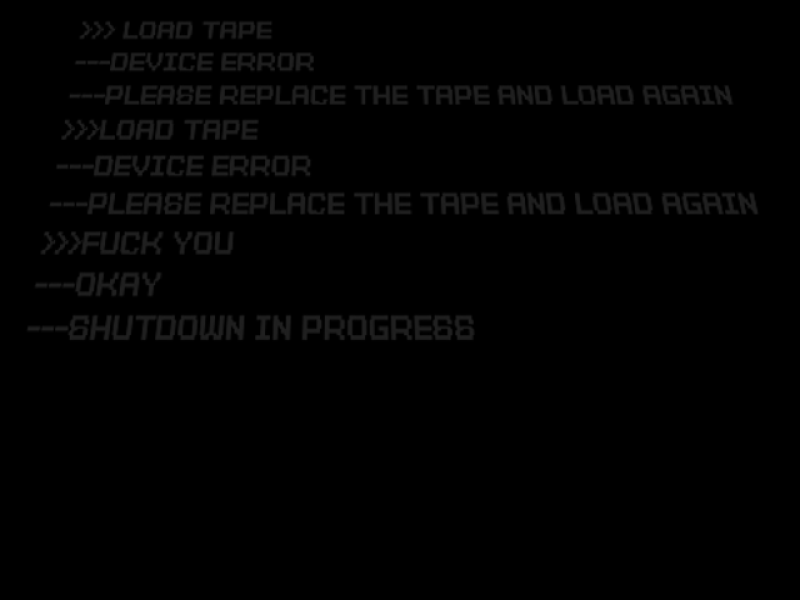 >>> LOAD TAPE
---DEVICE ERROR
---PLEASE REPLACE THE TAPE AND LOAD AGAIN
>>>LOAD TAPE
---DEVICE ERROR
---PLEASE REPLACE THE TAPE AND LOAD AGAIN
>>>FUCK YOU
---OKAY
---SHUTDOWN IN PROGRESS